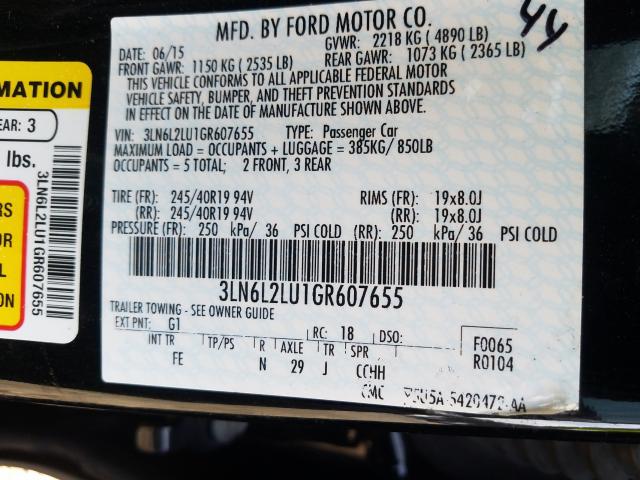 44
MFD. BY FORD MOTOR CO.
DATE: 06/15 GVWR: 2218 KG ( 4890 LB)
FRONT GAWR: 1150 KG ( 2535 LB) REAR GAWR: 1073 KG ( 2365 LB)
THIS VEHICLE CONFORMS TO ALL APPLICABLE FEDERAL MOTOR
VEHICLE SAFETY, BUMPER, AND THEFT PREVENTION STANDARDS
IN EFFECT ON THE DATE OF MANUFACTURE SHOWN ABOVE.
VIN: 3LN6L2LU1GR607655 TYPE: Passenger Car
MAXIMUM LOAD = OCCUPANTS + LUGGAGE = 385KG/ 850LB
OCCUPANTS = 5 TOTAL; 2 FRONT, 3 REAR
TIRE (FR): 245/40R19 94V RIMS (FR): 19x8.0J
(RR): 245/40R19 94V (RR): 19x8.0J
PRESSURE (FR): 250 kPa/ 36 PSI COLD (RR): 250 kPa/ 36 PSI COLD
3LN6L2LU1GR607655
TRAILER TOWING - SEE OWNER GUIDE
EXT PNT: G1 RC: 18 DSO:
INT TR TP/PS R AXLE TR SPR
FE N 29 J CCHH
F0065
R0104
CMC
MATION
EAR: 3
lbs.
RS
OR
L
ION
3LN6L2LU1GR607655